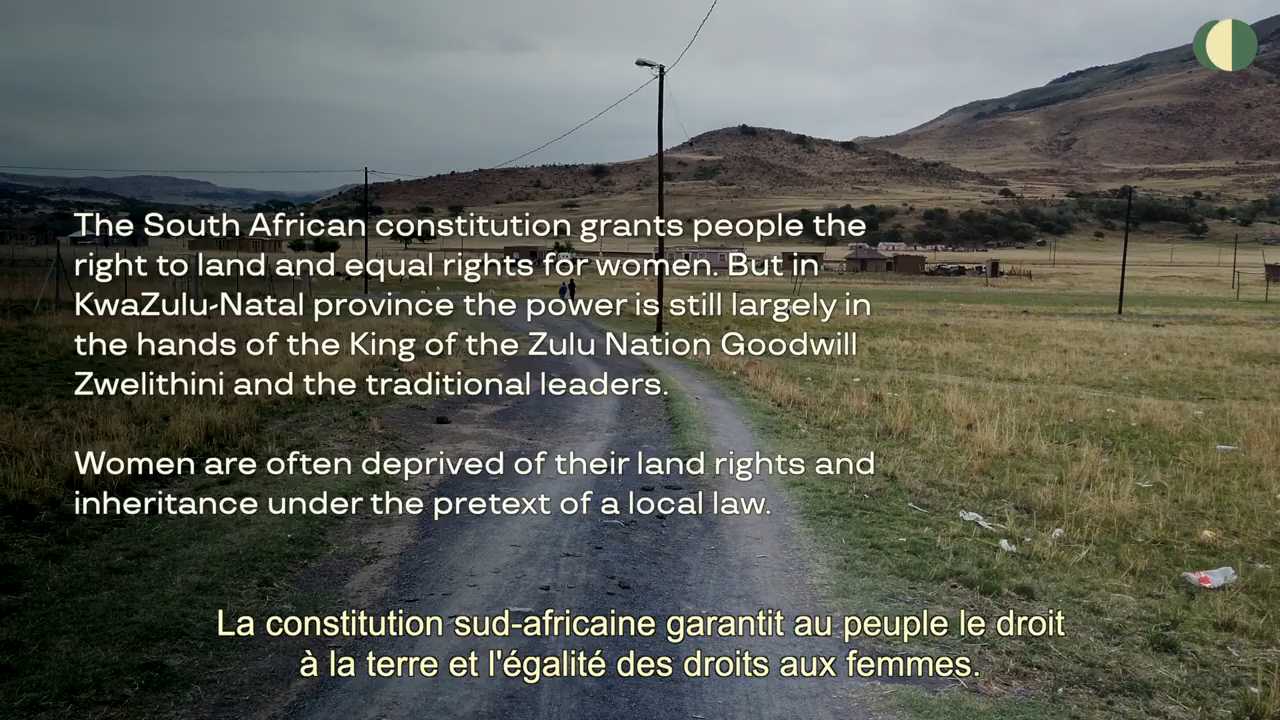 The South African constitution grants people the
right to land and equal rights for women. But in
KwaZulu-Natal province the power is still largely in
the hands of the King of the Zulu Nation Goodwill
Zwelithini and the traditional leaders.
Women are often deprived of their land rights and
inheritance under the pretext of a local law.
La constitution sud-africaine garantit au peuple le droit
à la terre et l'égalité des droits aux femmes.